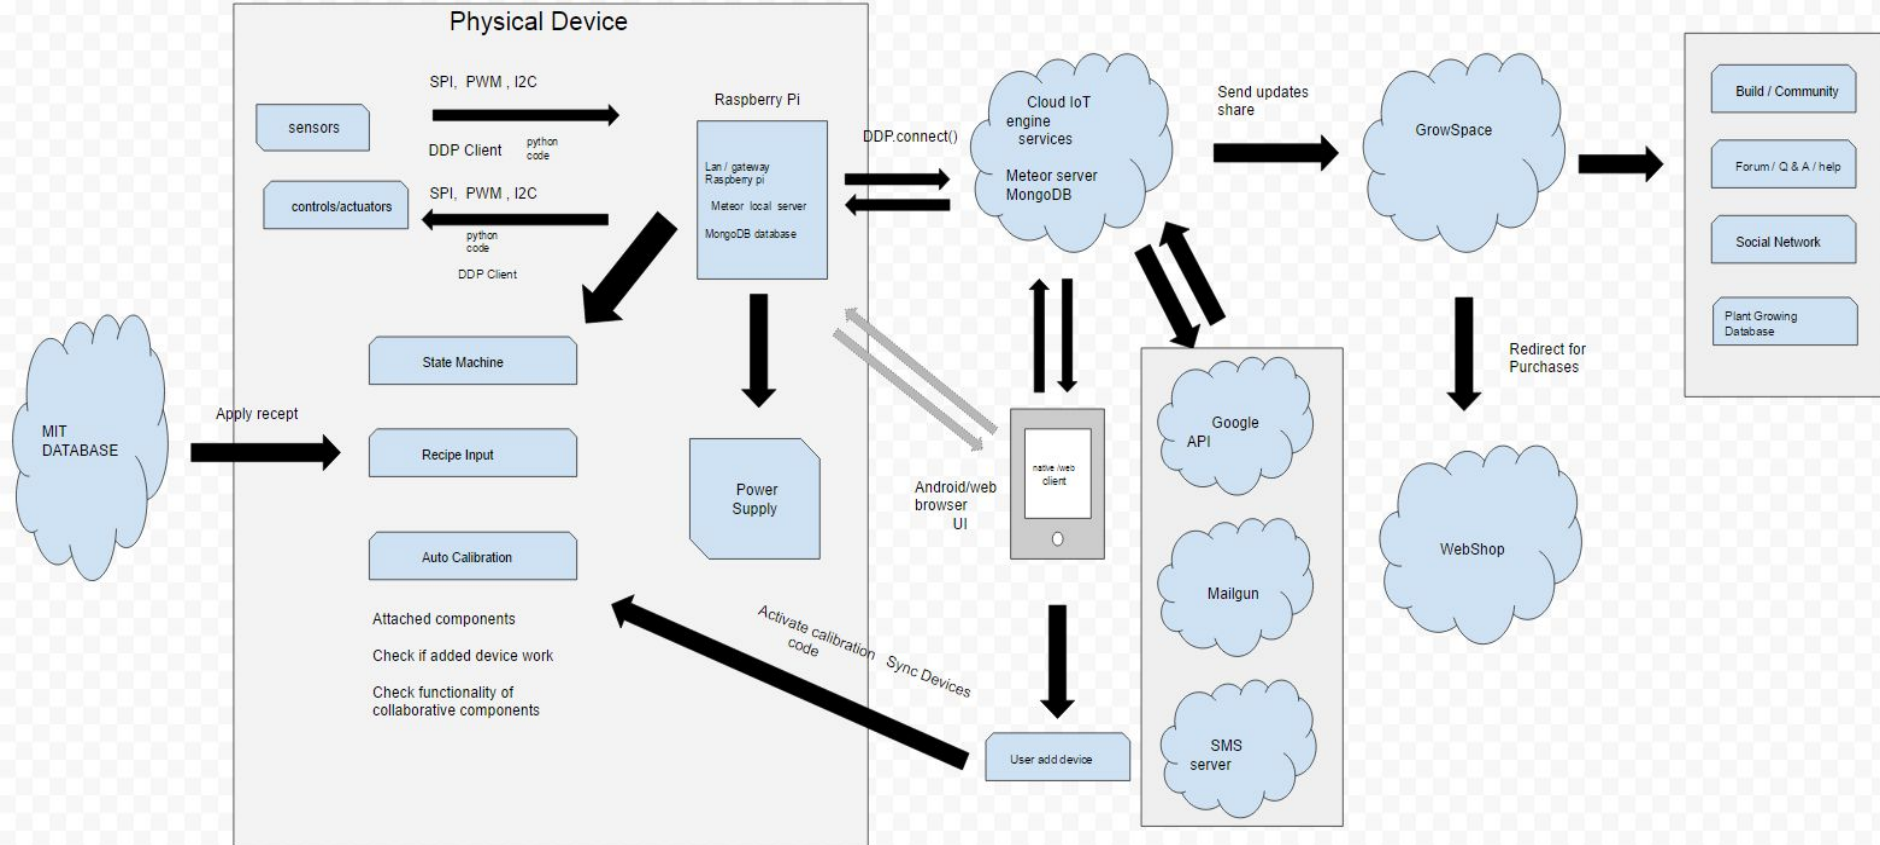 Physical Device
SPI, PWM , I2C
sensors
DDP Client
python
code
controls/actuators
SPI, PWM , I2C
python
code
DDP Client
Raspberry Pi
Lan / gateway
Raspberry pi
Meteor local server
MongoDB database
State Machine
Recipe Input
Auto Calibration
Attached components
Check if added device work
Check functionality of
collaborative components
Power
Supply
MIT
DATABASE
Apply recept
DDP.connect()
Cloud IoT
engine
services
Meteor server
MongoDB
Send updates
share
GrowSpace
Build / Community
Forum / Q & A / help
Social Network
Plant Growing
Database
Redirect for
Purchases
WebShop
Android/web
browser
UI
native /web
client
Google
API
Mailgun
SMS
server
Activate calibration
code
Sync Devices
User add device